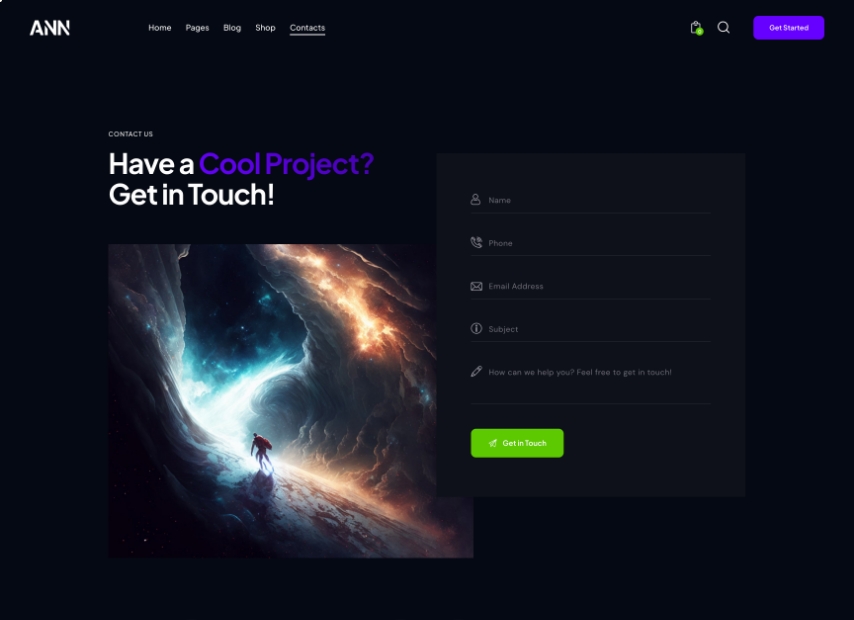 ANN
Home Pages Blog Shop Contacts
0
Get Started
CONTACT US
Have a Cool Project?
Get in Touch!
Name
Phone
Email Address
Subject
How can we help you? Feel free to get in touch!
Get in Touch